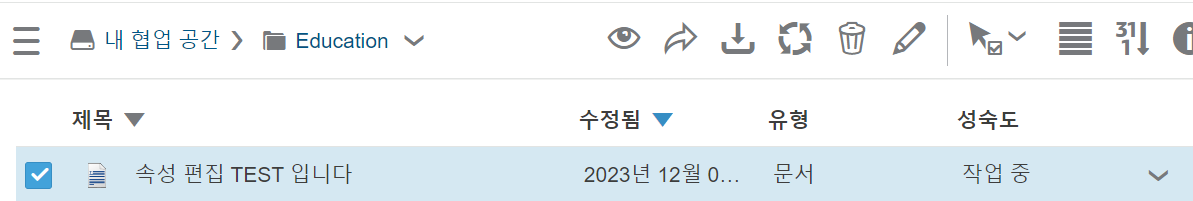 내 협업 공간 Education
31
1
제목 수정됨 유형 성숙도
속성 편집 TEST 입니다 2023년 12월 0... 문서 작업 중